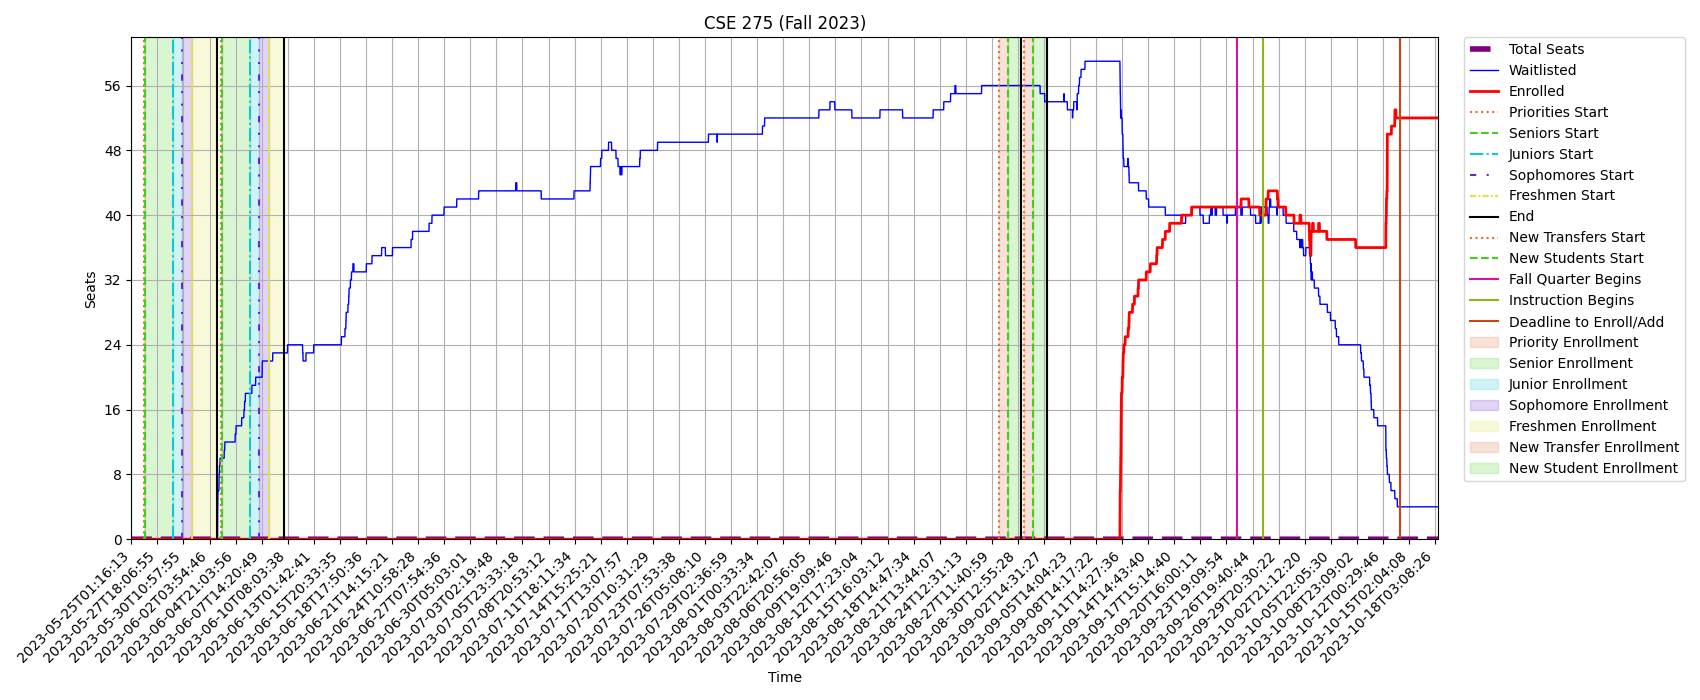 CSE 275 (Fall 2023)
Seats
56
48
40
32
24
16
8
0
2023-05-25T01:16:13
2023-05-27T18:06:55
2023-05-30T10:57:55
2023-06-02T03:54:46
2023-06-04T21:03:56
2023-06-07T14:20:49
2023-06-10T08:03:38
2023-06-13T01:42:41
2023-06-15T20:33:35
2023-06-18T17:50:36
2023-06-21T14:15:21
2023-06-24T10:58:28
2023-06-27T07:54:36
2023-06-30T05:03:01
2023-07-03T02:19:48
2023-07-05T23:33:18
2023-07-08T20:53:12
2023-07-11T18:11:34
2023-07-14T15:25:21
2023-07-17T13:07:57
2023-07-20T10:31:29
2023-07-23T07:53:38
2023-07-26T05:08:10
2023-07-29T02:36:59
2023-08-01T00:33:34
2023-08-03T22:42:07
2023-08-06T20:56:05
2023-08-09T19:09:46
2023-08-12T17:23:04
2023-08-15T16:03:12
2023-08-18T14:47:34
2023-08-21T13:44:07
2023-08-24T12:31:13
2023-08-27T11:40:59
2023-08-30T12:55:28
2023-09-02T14:31:27
2023-09-05T14:04:23
2023-09-08T14:17:22
2023-09-11T14:27:36
2023-09-14T14:43:40
2023-09-17T15:14:40
2023-09-20T16:00:11
2023-09-23T19:09:54
2023-09-26T19:40:44
2023-09-29T20:30:22
2023-10-02T21:12:20
2023-10-05T22:05:30
2023-10-08T23:09:02
2023-10-12T00:29:46
2023-10-15T02:04:08
2023-10-18T03:08:26
Time
Total Seats
Waitlisted
Enrolled
Priorities Start
Seniors Start
Juniors Start
Sophomores Start
Freshmen Start
End
New Transfers Start
New Students Start
Fall Quarter Begins
Instruction Begins
Deadline to Enroll/Add
Priority Enrollment
Senior Enrollment
Junior Enrollment
Sophomore Enrollment
Freshmen Enrollment
New Transfer Enrollment
New Student Enrollment